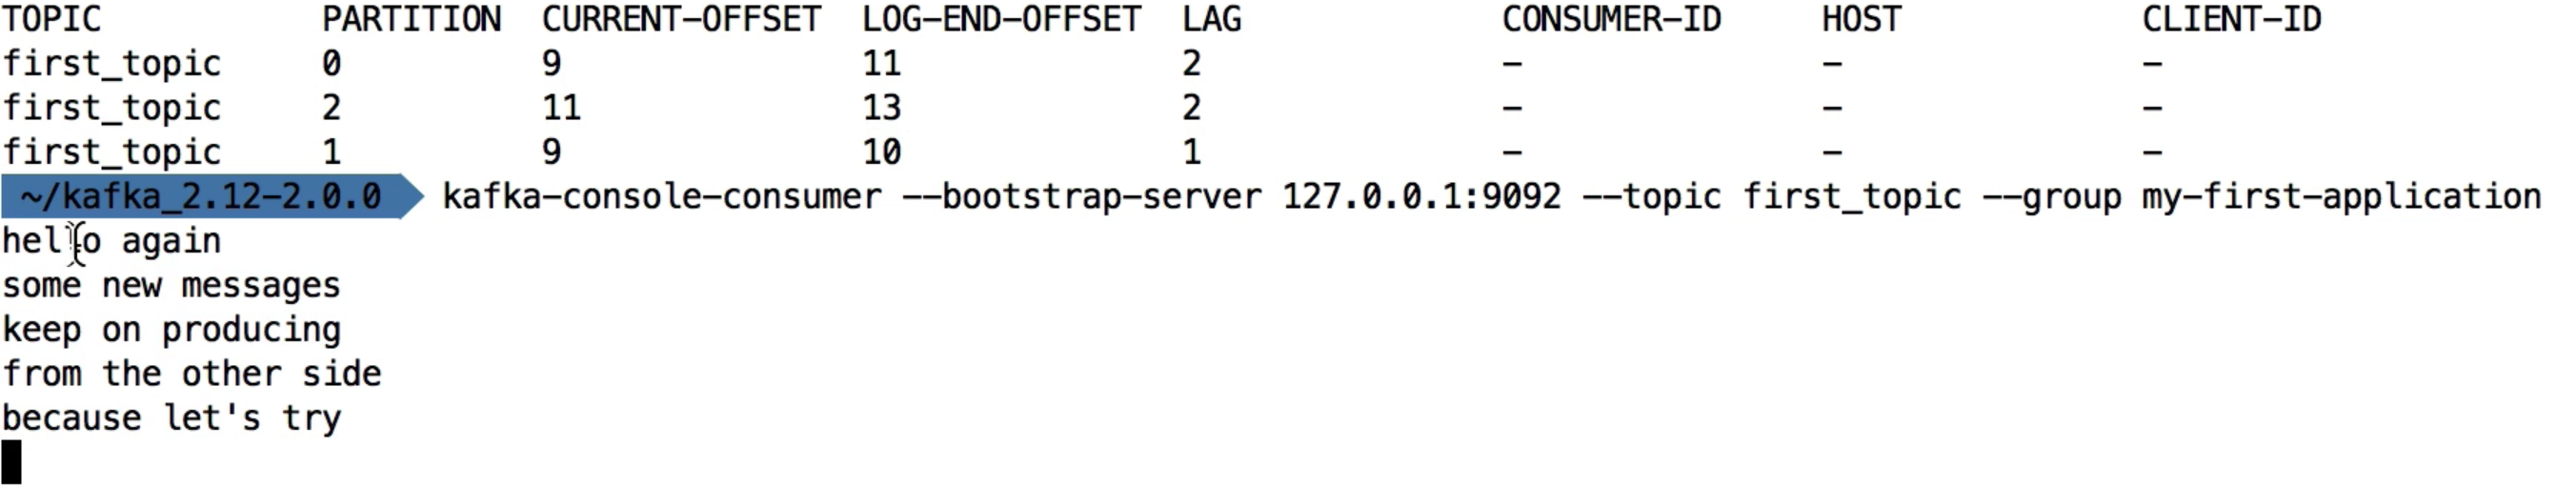 TOPIC PARTITION CURRENT-OFFSET LOG-END-OFFSET LAG CONSUMER-ID HOST CLIENT-ID
first_topic 0 9 11 2 - - -
first_topic 2 11 13 2 - - -
first_topic 1 9 10 1 - - -
~/kafka_2.12-2.0.0 kafka-console-consumer --bootstrap-server 127.0.0.1:9092 --topic first_topic --group my-first-application
hello again
some new messages
keep on producing
from the other side
because let's try